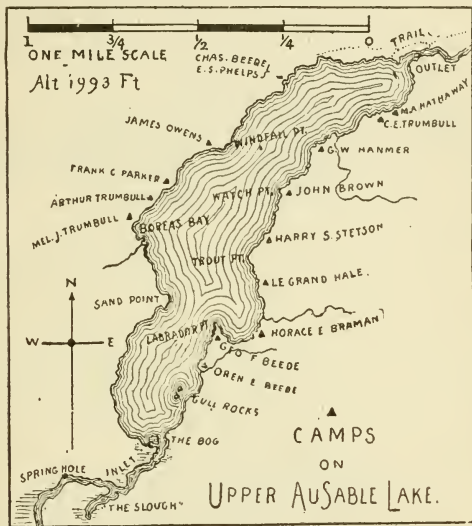 1 3/4 1/2 1/4 0
ONE MILE SCALE
Alt 1993 Ft
CHAS. BEEDE
E.S. PHELPS
TRAIL
OUTLET
M.A HATHAWAY
C.E. TRUMBULL
JAMES OWENS
WINDFALL PT.
G.W HANMER
FRANK C PARKER
WATCH PT.
JOHN BROWN
ARTHUR TRUMBULL
MEL. J. TRUMBULL
BOREAS BAY
HARRY S. STETSON
TROUT PT.
LE GRAND HALE.
N
SAND POINT
W E
LABRADOR PT.
HORACE E BRAMAN
GEO F BEEDE
OREN E BEEDE
GULL ROCKS
THE BOG
SPRING HOLE
INLET
"THE SLOUGH"
CAMPS
ON
UPPER AUSABLE LAKE.